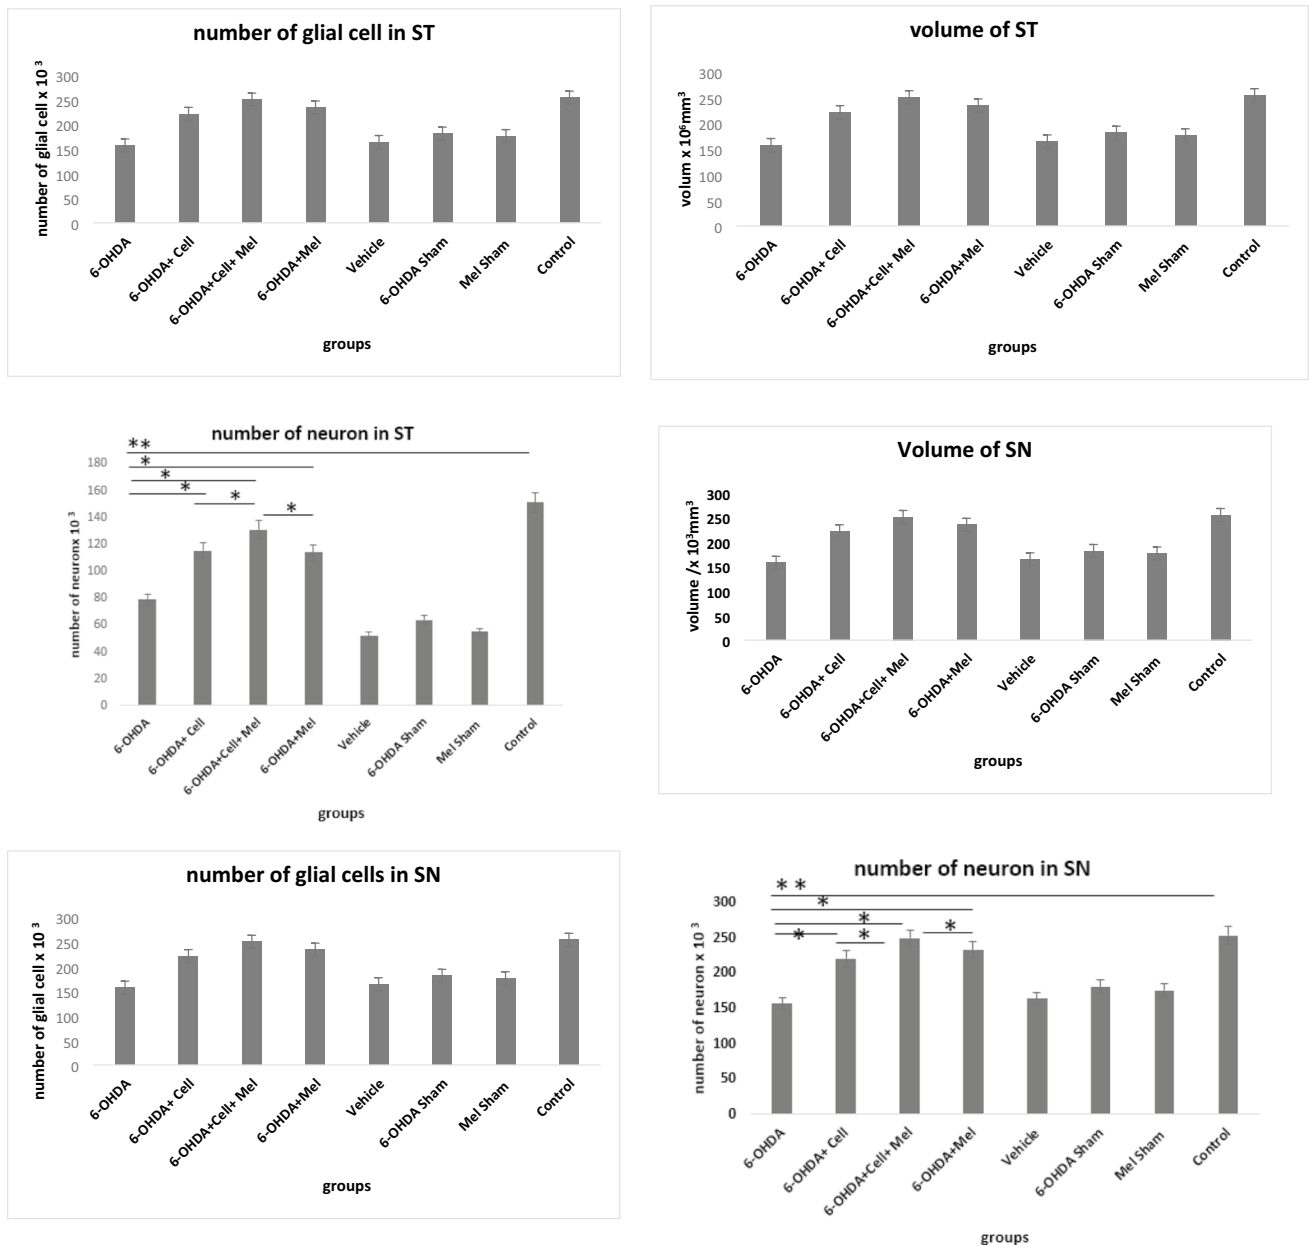 number of glial cell in ST
number of glial cell x 10 3
300
250
200
150
100
50
0
6-OHDA
6-OHDA+ Cell
6-OHDA+Cell+ Mel
6-OHDA+Mel
Vehicle
6-OHDA Sham
Mel Sham
Control
groups
volume of ST
volum x 10⁶mm³
300
250
200
150
100
50
0
6-OHDA
6-OHDA+ Cell
6-OHDA+Cell+ Mel
6-OHDA+Mel
Vehicle
6-OHDA Sham
Mel Sham
Control
groups
number of neuron in ST
**
*
*
*
*
*
number of neuronx 10 3
180
160
140
120
100
80
60
40
20
0
6-OHDA
6-OHDA+ Cell
6-OHDA+Cell+ Mel
6-OHDA+Mel
Vehicle
6-OHDA Sham
Mel Sham
Control
groups
Volume of SN
volume /x 10³mm³
300
250
200
150
100
50
0
6-OHDA
6-OHDA+ Cell
6-OHDA+Cell+ Mel
6-OHDA+Mel
Vehicle
6-OHDA Sham
Mel Sham
Control
groups
number of glial cells in SN
number of glial cell x 10 3
300
250
200
150
100
50
0
6-OHDA
6-OHDA+ Cell
6-OHDA+Cell+ Mel
6-OHDA+Mel
Vehicle
6-OHDA Sham
Mel Sham
Control
groups
number of neuron in SN
* *
*
*
*
*
*
number of neuron x 10 3
300
250
200
150
100
50
0
6-OHDA
6-OHDA+ Cell
6-OHDA+Cell+ Mel
6-OHDA+Mel
Vehicle
6-OHDA Sham
Mel Sham
Control
groups